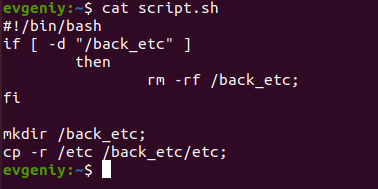 evgeniy:~$ cat script.sh
#!/bin/bash
if [ -d "/back_etc" ]
        then
                rm -rf /back_etc;
fi

mkdir /back_etc;
cp -r /etc /back_etc/etc;
evgeniy:~$